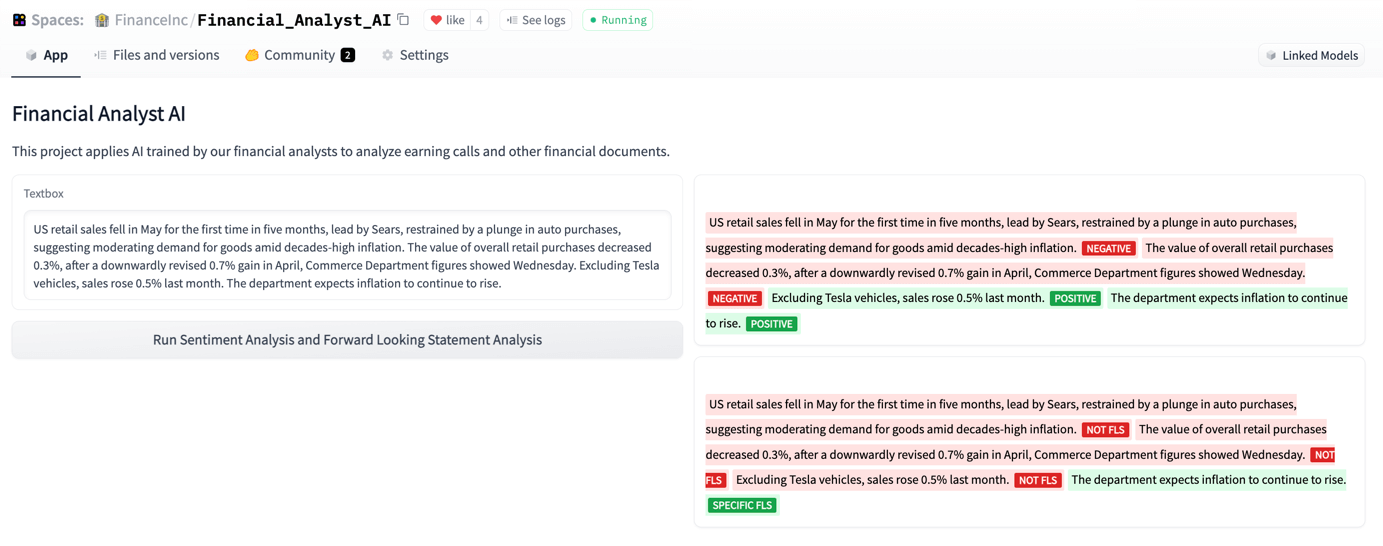 Spaces: FinanceInc/Financial_Analyst_AI like 4 See logs Running
App Files and versions Community 2 Settings Linked Models
Financial Analyst AI
This project applies AI trained by our financial analysts to analyze earning calls and other financial documents.
Textbox
US retail sales fell in May for the first time in five months, lead by Sears, restrained by a plunge in auto purchases,
suggesting moderating demand for goods amid decades-high inflation. The value of overall retail purchases decreased
0.3%, after a downwardly revised 0.7% gain in April, Commerce Department figures showed Wednesday. Excluding Tesla
vehicles, sales rose 0.5% last month. The department expects inflation to continue to rise.
Run Sentiment Analysis and Forward Looking Statement Analysis
US retail sales fell in May for the first time in five months, lead by Sears, restrained by a plunge in auto purchases,
suggesting moderating demand for goods amid decades-high inflation. NEGATIVE The value of overall retail purchases
decreased 0.3%, after a downwardly revised 0.7% gain in April, Commerce Department figures showed Wednesday.
NEGATIVE Excluding Tesla vehicles, sales rose 0.5% last month. POSITIVE The department expects inflation to continue
to rise. POSITIVE
US retail sales fell in May for the first time in five months, lead by Sears, restrained by a plunge in auto purchases,
suggesting moderating demand for goods amid decades-high inflation. NOT FLS The value of overall retail purchases
decreased 0.3%, after a downwardly revised 0.7% gain in April, Commerce Department figures showed Wednesday. NOT
FLS Excluding Tesla vehicles, sales rose 0.5% last month. NOT FLS The department expects inflation to continue to rise.
SPECIFIC FLS